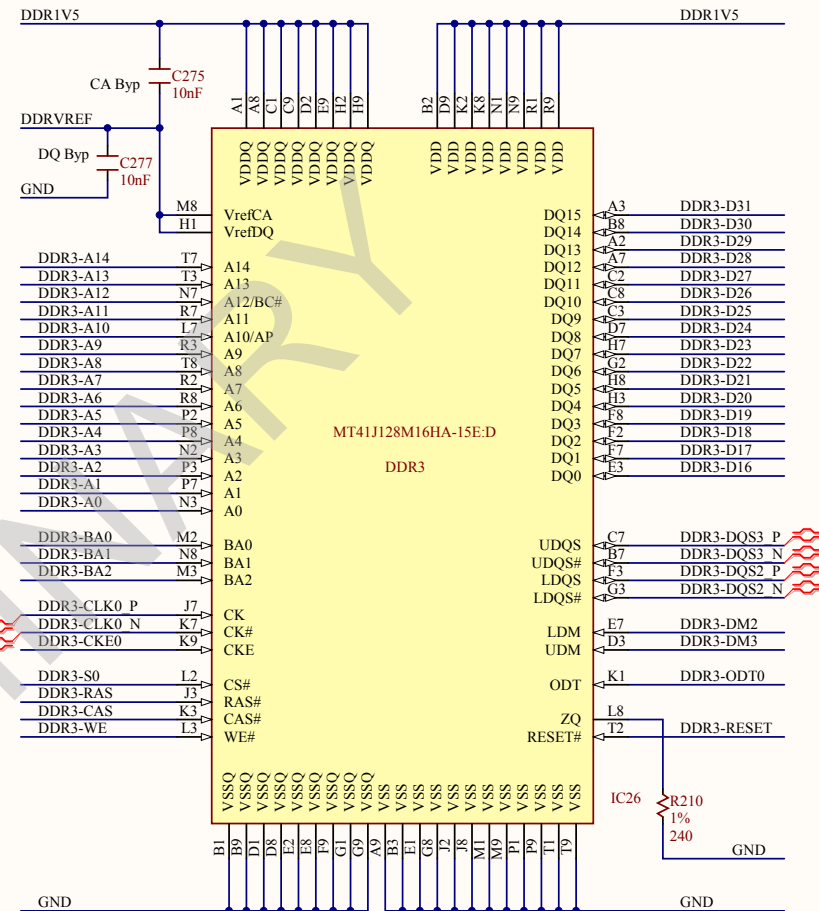 DDR1V5
DDR1V5
CA Byp
C275
10nF
A1 A8 C1 C9 D2 E9 H2 H9
B2 D9 K2 K8 N1 N9 R1 R9
DDRVREF
DQ Byp
C277
10nF
GND
VDDQ VDDQ VDDQ VDDQ VDDQ VDDQ VDDQ VDDQ
VDD VDD VDD VDD VDD VDD VDD VDD
M8 VrefCA
H1 VrefDQ
DDR3-A14 T7 A14
DDR3-A13 T3 A13
DDR3-A12 N7 A12/BC#
DDR3-A11 R7 A11
DDR3-A10 L7 A10/AP
DDR3-A9 R3 A9
DDR3-A8 T8 A8
DDR3-A7 R2 A7
DDR3-A6 R8 A6
DDR3-A5 P2 A5
DDR3-A4 P8 A4
DDR3-A3 N2 A3
DDR3-A2 P3 A2
DDR3-A1 P7 A1
DDR3-A0 N3 A0
DDR3-BA0 M2 BA0
DDR3-BA1 N8 BA1
DDR3-BA2 M3 BA2
DDR3-CLK0_P J7 CK
DDR3-CLK0_N K7 CK#
DDR3-CKE0 K9 CKE
DDR3-S0 L2 CS#
DDR3-RAS J3 RAS#
DDR3-CAS K3 CAS#
DDR3-WE L3 WE#
MT41J128M16HA-15E:D
DDR3
DQ15 A3 DDR3-D31
DQ14 B8 DDR3-D30
DQ13 A2 DDR3-D29
DQ12 A7 DDR3-D28
DQ11 C2 DDR3-D27
DQ10 C8 DDR3-D26
DQ9 C3 DDR3-D25
DQ8 D7 DDR3-D24
DQ7 H7 DDR3-D23
DQ6 G2 DDR3-D22
DQ5 H8 DDR3-D21
DQ4 H3 DDR3-D20
DQ3 F8 DDR3-D19
DQ2 F2 DDR3-D18
DQ1 F7 DDR3-D17
DQ0 E3 DDR3-D16
UDQS C7 DDR3-DQS3_P
UDQS# B7 DDR3-DQS3_N
LDQS F3 DDR3-DQS2_P
LDQS# G3 DDR3-DQS2_N
LDM E7 DDR3-DM2
UDM D3 DDR3-DM3
ODT K1 DDR3-ODT0
ZQ L8
RESET# T2 DDR3-RESET
VSSQ VSSQ VSSQ VSSQ VSSQ VSSQ VSSQ VSSQ VSSQ VSS VSS VSS VSS VSS VSS VSS VSS VSS VSS VSS VSS
IC26
R210
1%
240
B1 B9 D1 D8 E2 E8 F9 G1 G9 A9 B3 E1 G8 J2 J8 M1 M9 P1 P9 T1 T9
GND
GND
GND
INARY